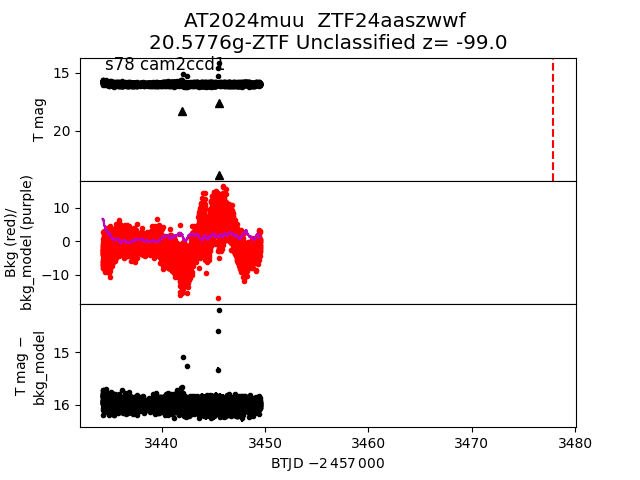 AT2024muu  ZTF24aaszwwf
20.5776g-ZTF Unclassified z= -99.0
s78 cam2ccd1
15
20
T mag
10
0
−10
Bkg (red)/
bkg_model (purple)
15
16
T mag −
bkg_model
3440 3450 3460 3470 3480
BTJD −2 457 000